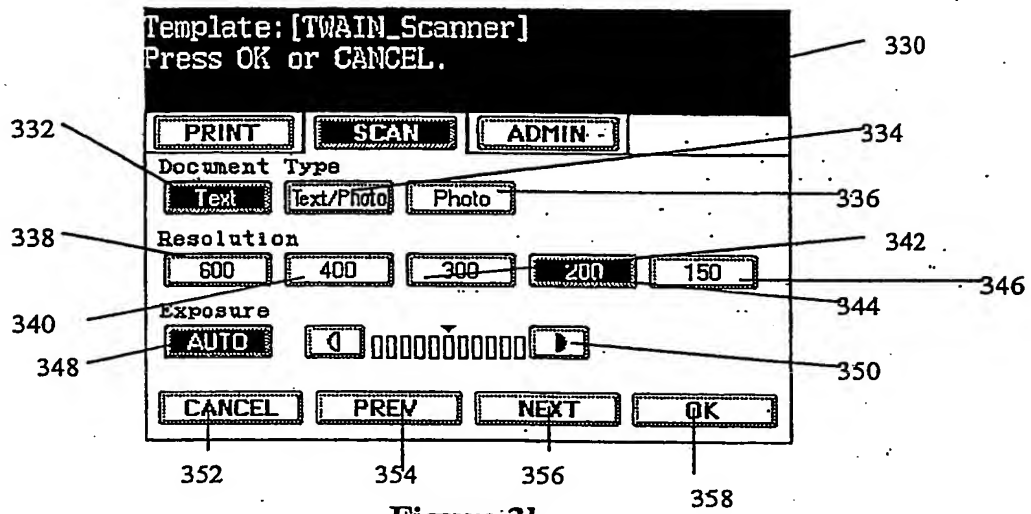 Template:[TWAIN_Scanner]
Press OK or CANCEL.
330
332
PRINT SCAN ADMIN
334
Document Type
Text Text/Photo Photo
336
338
Resolution
342
600 400 300 200 150
346
344
340
Exposure
AUTO
348
350
CANCEL PREV NEXT OK
352 354 356 358